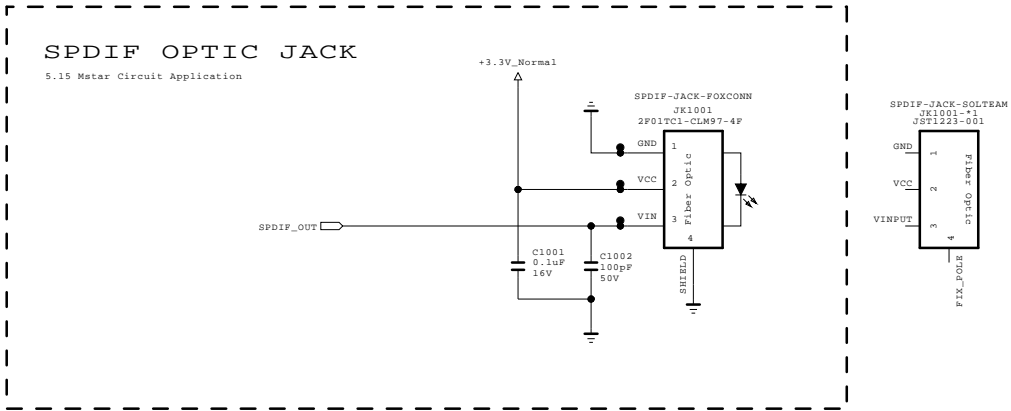 SPDIF OPTIC JACK
5.15 Mstar Circuit Application
+3.3V_Normal
SPDIF-JACK-FOXCONN
JK1001
2F01TC1-CLM97-4F
GND
1
VCC
2
VIN
3
4
Fiber Optic
SHIELD
SPDIF_OUT
C1001
0.1uF
16V
C1002
100pF
50V
SPDIF-JACK-SOLTEAM
JK1001-*1
JST1223-001
GND
1
VCC
2
VINPUT
3
4
Fiber Optic
FIX_POLE